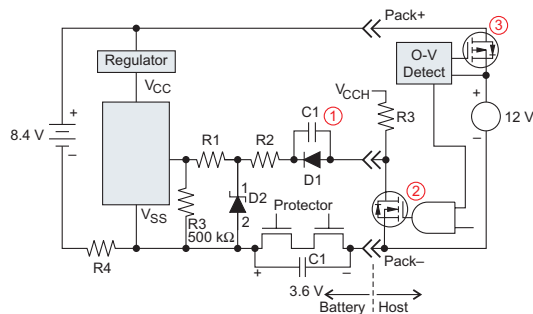 Pack+
3
Regulator
O-V
Detect
VCC
VCCH
C1
1
R3
+
12 V
–
+
8.4 V
–
R1
R2
D1
2
1
D2
2
R3
500 kΩ
VSS
Protector
R4
+
C1
–
3.6 V
Pack–
Battery
Host